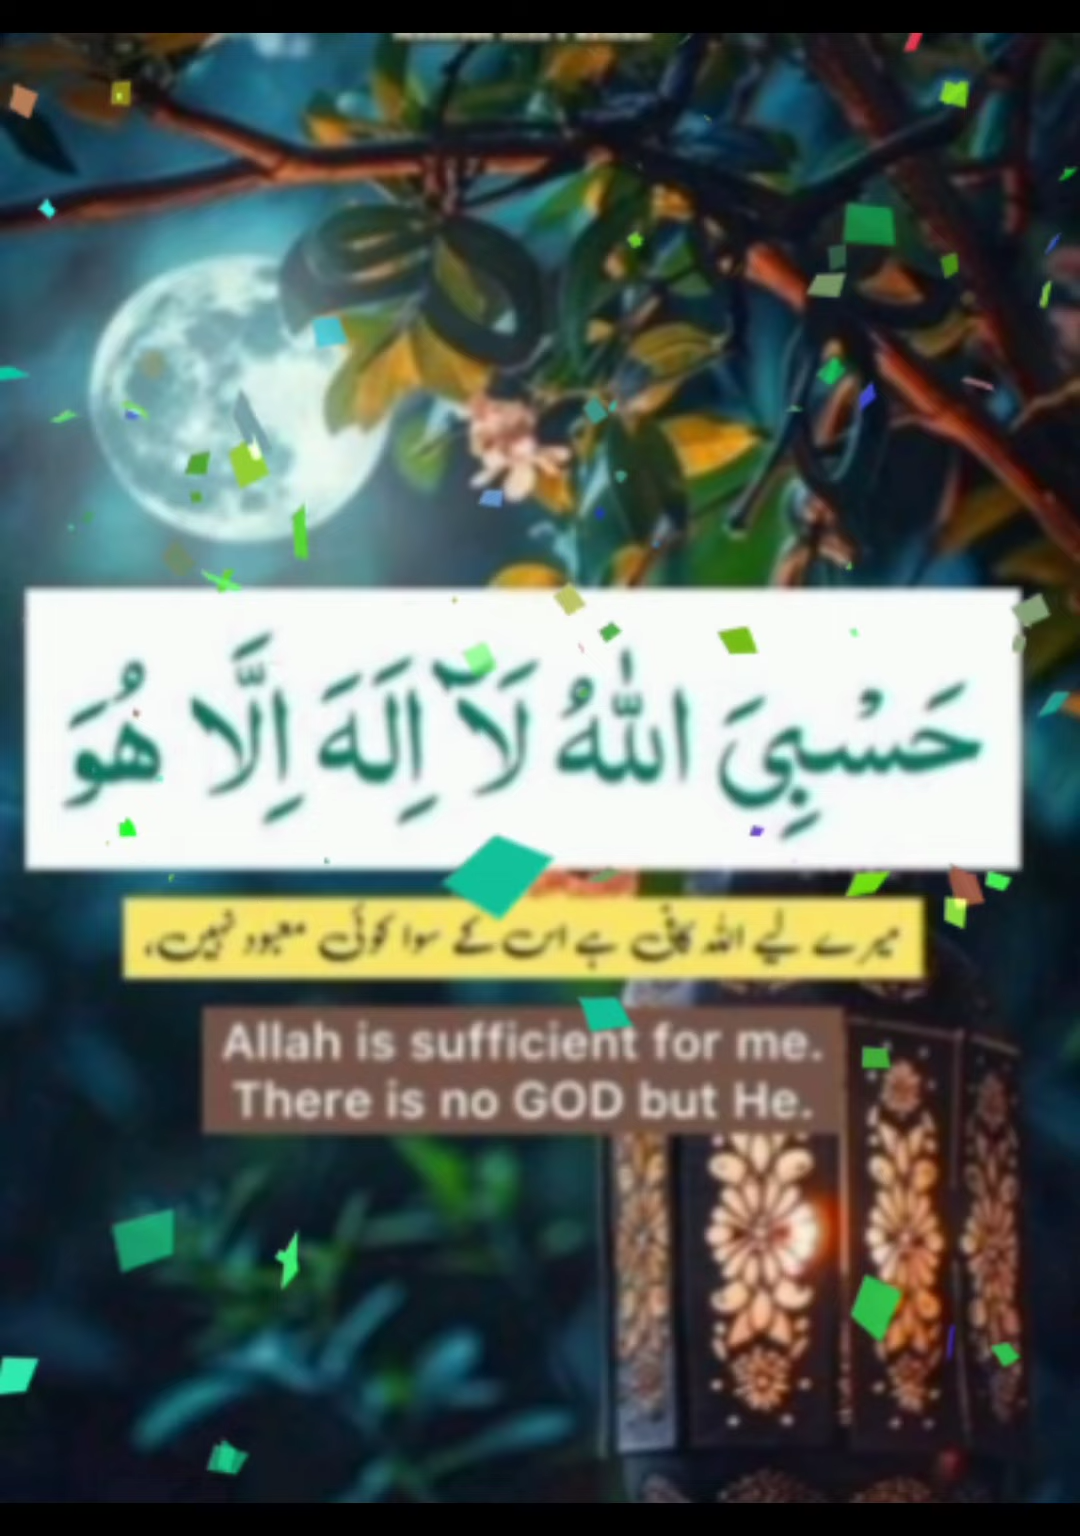 حَسْبِيَ اللّٰهُ لَآ اِلٰهَ اِلَّا هُوَ
میرے لیے اللہ کافی ہے اس کے سوا کوئی معبود نہیں،
Allah is sufficient for me.
There is no GOD but He.